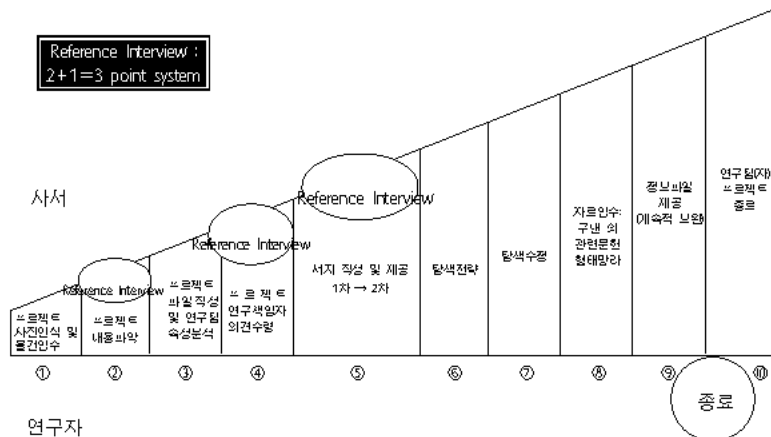 Reference Interview :
2+1=3 point system
사서
Reference Interview
Reference Interview
Reference Interview
프로젝트
사전인식 및
물건인수
프로젝트
내용파악
프로젝트
파일작성
및 연구팀
속성분석
프로젝트
연구책임자
의견수렴
서지 작성 및 제공
1차 → 2차
탐색전략
탐색수정
자료인수:
구낸 외
관련문헌
형태망라
정보파일
제공
(계속적 보완)
연구팀(자)
프로젝트
종료
① ② ③ ④ ⑤ ⑥ ⑦ ⑧ ⑨ ⑩
종료
연구자